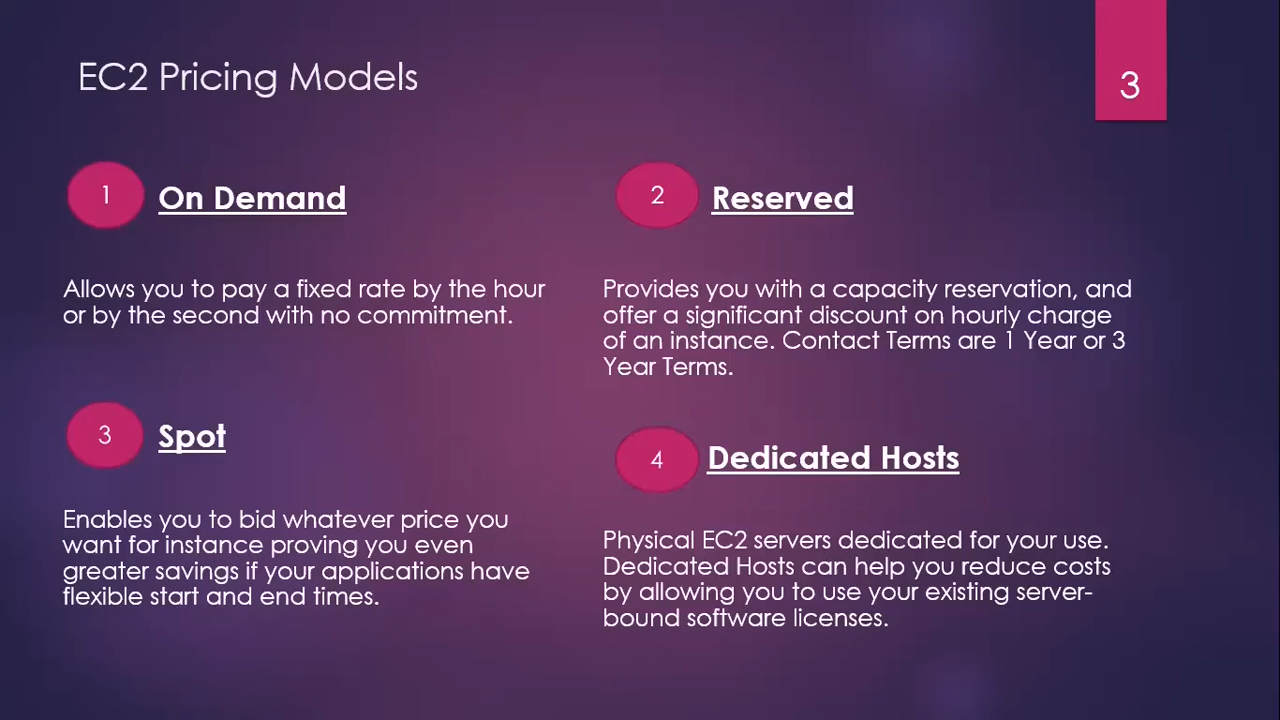 EC2 Pricing Models
3
1
On Demand
Allows you to pay a fixed rate by the hour
or by the second with no commitment.
2
Reserved
Provides you with a capacity reservation, and
offer a significant discount on hourly charge
of an instance. Contact Terms are 1 Year or 3
Year Terms.
3
Spot
Enables you to bid whatever price you
want for instance proving you even
greater savings if your applications have
flexible start and end times.
4
Dedicated Hosts
Physical EC2 servers dedicated for your use.
Dedicated Hosts can help you reduce costs
by allowing you to use your existing server-
bound software licenses.